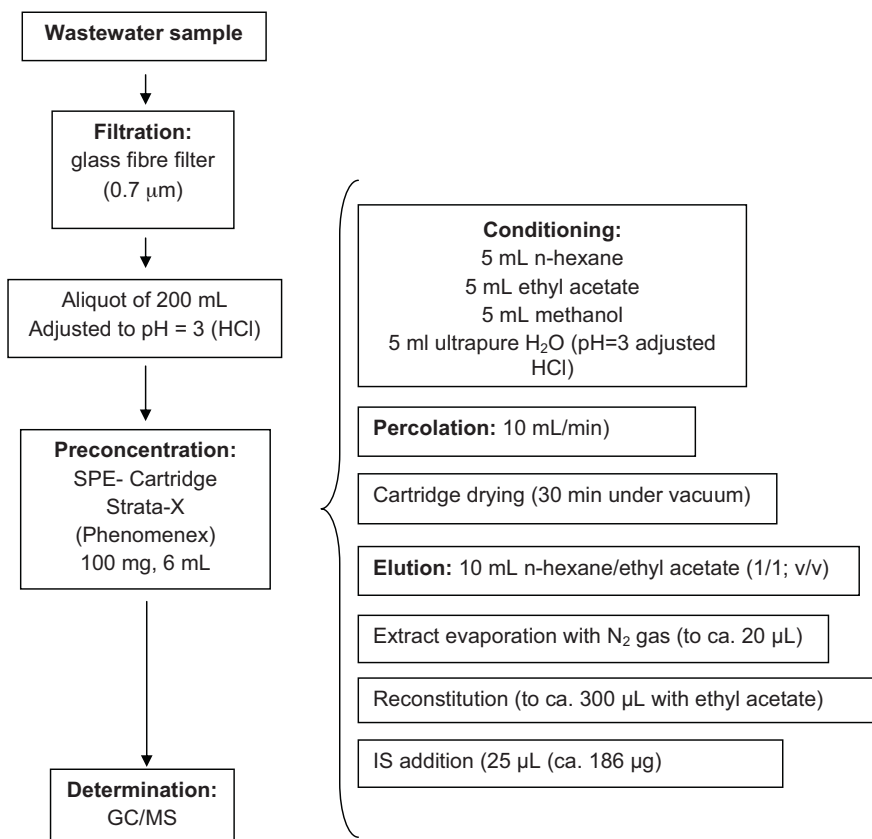 Wastewater sample
Filtration:
glass fibre filter
(0.7 μm)
Aliquot of 200 mL
Adjusted to pH = 3 (HCl)
Preconcentration:
SPE- Cartridge
Strata-X
(Phenomenex)
100 mg, 6 mL
Determination:
GC/MS
Conditioning:
5 mL n-hexane
5 mL ethyl acetate
5 mL methanol
5 ml ultrapure H₂O (pH=3 adjusted
HCl)
Percolation: 10 mL/min)
Cartridge drying (30 min under vacuum)
Elution: 10 mL n-hexane/ethyl acetate (1/1; v/v)
Extract evaporation with N₂ gas (to ca. 20 µL)
Reconstitution (to ca. 300 µL with ethyl acetate)
IS addition (25 µL (ca. 186 µg)